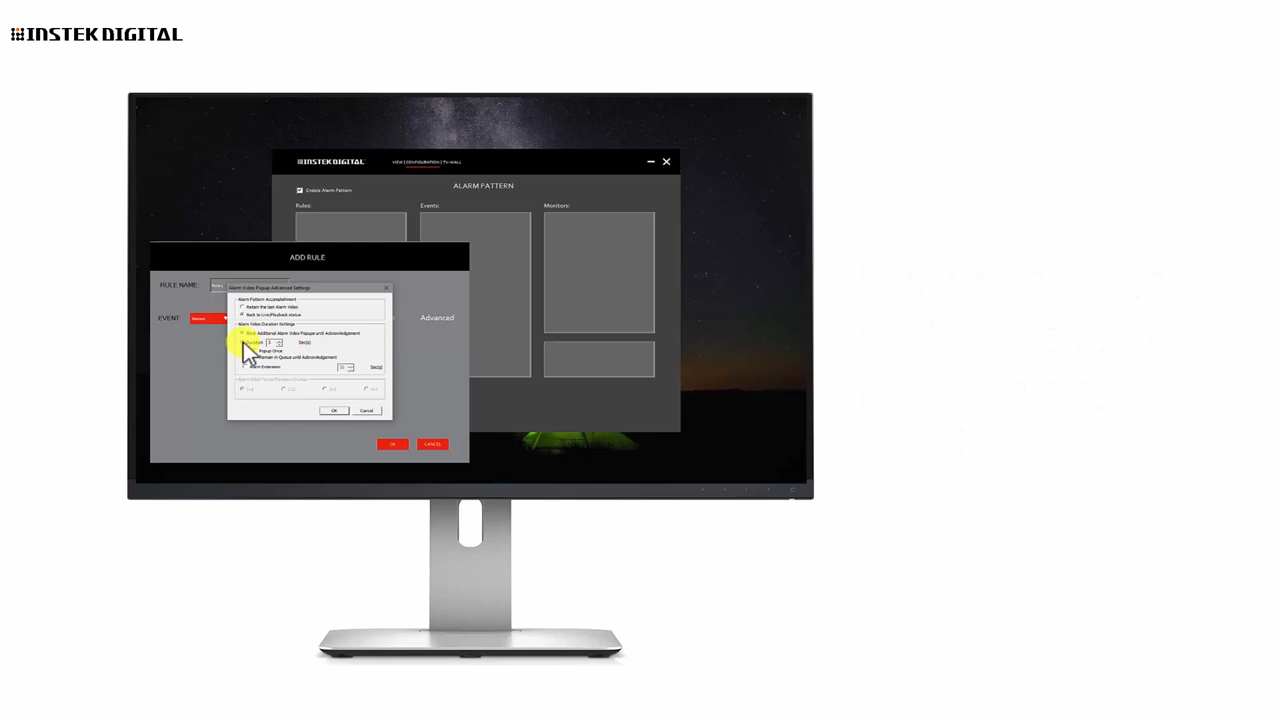 INSTEK DIGITAL
INSTEK DIGITAL
VIEW | CONFIGURATION | TV-WALL
Enable Alarm Pattern
ALARM PATTERN
Rules:
Events:
Monitors:
ADD RULE
RULE NAME:
EVENT:
Advanced
Alarm Video Popup Advanced Settings
Alarm Pattern Accomplishment
Retain the last Alarm Video
Back to Live/Playback status
Alarm Video Duration Settings
Additional Alarm Video Popups until Acknowledgement
Duration
Sec(s)
Popup Once
Remain in Queue until Acknowledgement
Alarm Extension
Sec(s)
OK
Cancel
OK
CANCEL